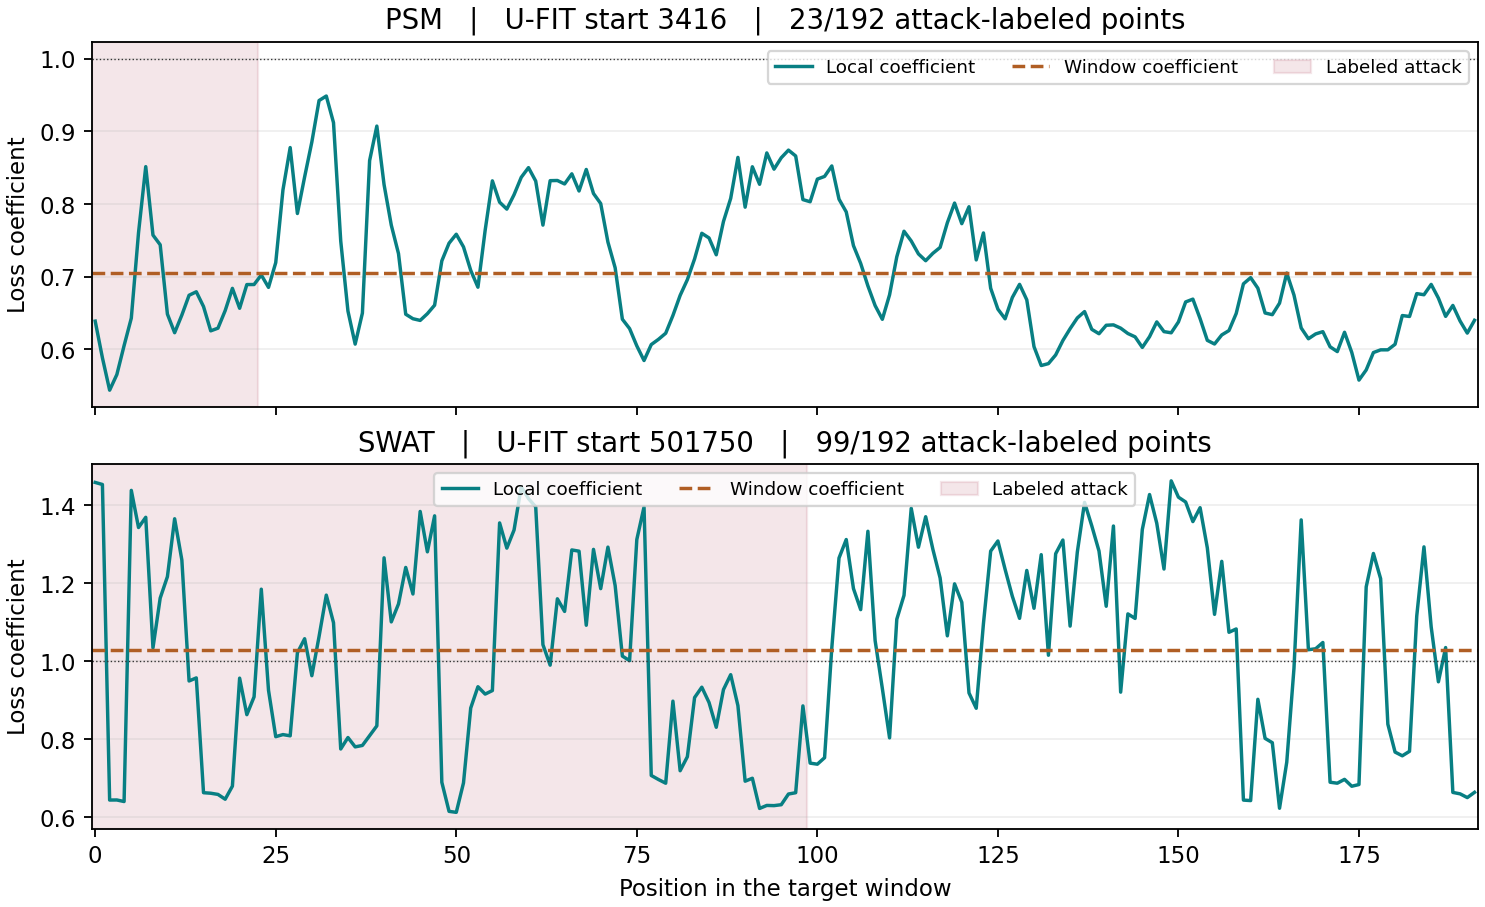 PSM | U-FIT start 3416 | 23/192 attack-labeled points
Local coefficient Window coefficient Labeled attack
Loss coefficient
1.0
0.9
0.8
0.7
0.6
SWAT | U-FIT start 501750 | 99/192 attack-labeled points
Local coefficient Window coefficient Labeled attack
Loss coefficient
1.4
1.2
1.0
0.8
0.6
0 25 50 75 100 125 150 175
Position in the target window